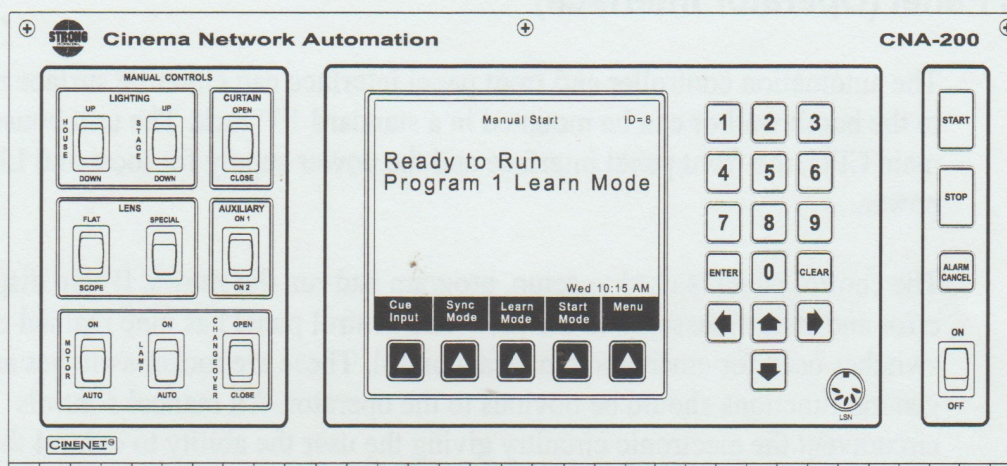 STRONG
Cinema Network Automation
CNA-200
MANUAL CONTROLS
LIGHTING
HOUSE
UP
DOWN
STAGE
UP
DOWN
CURTAIN
OPEN
CLOSE
LENS
FLAT
SCOPE
SPECIAL
AUXILIARY
ON 1
ON 2
MOTOR
ON
AUTO
LAMP
ON
AUTO
CHANGEOVER
OPEN
CLOSE
CINENET®
Manual Start ID=8
Ready to Run
Program 1 Learn Mode
Wed 10:15 AM
Cue Input
Sync Mode
Learn Mode
Start Mode
Menu
1 2 3
4 5 6
7 8 9
ENTER 0 CLEAR
LSN
START
STOP
ALARM CANCEL
ON
OFF